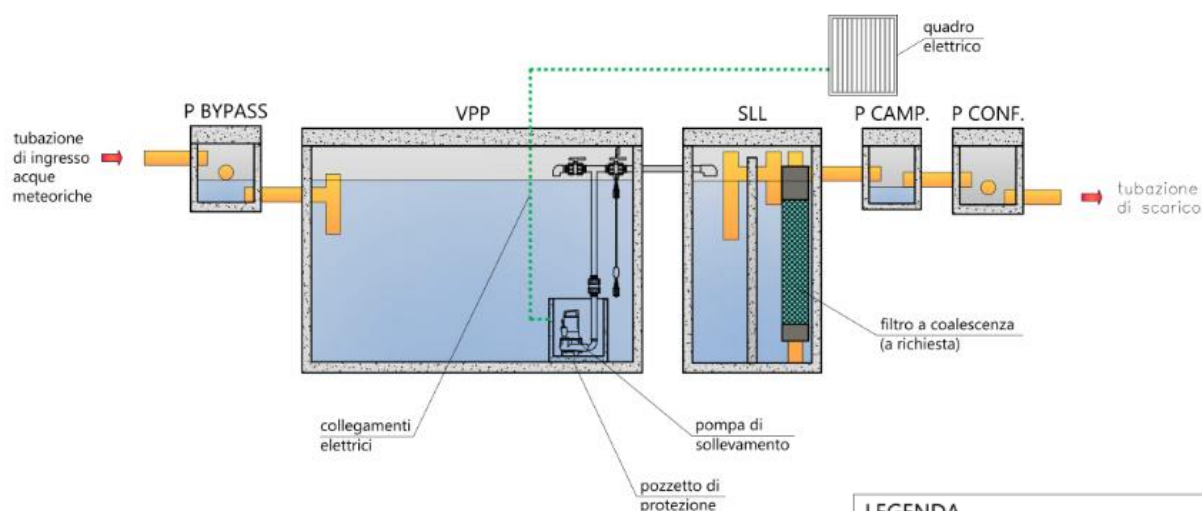 quadro
elettrico
P BYPASS
VPP
SLL
P CAMP.
P CONF.
tubazione
di ingresso
acque
meteoriche
tubazione
di scarico
filtro a coalescenza
(a richiesta)
collegamenti
elettrici
pompa di
sollevamento
pozzetto di
protezione
LEGENDA